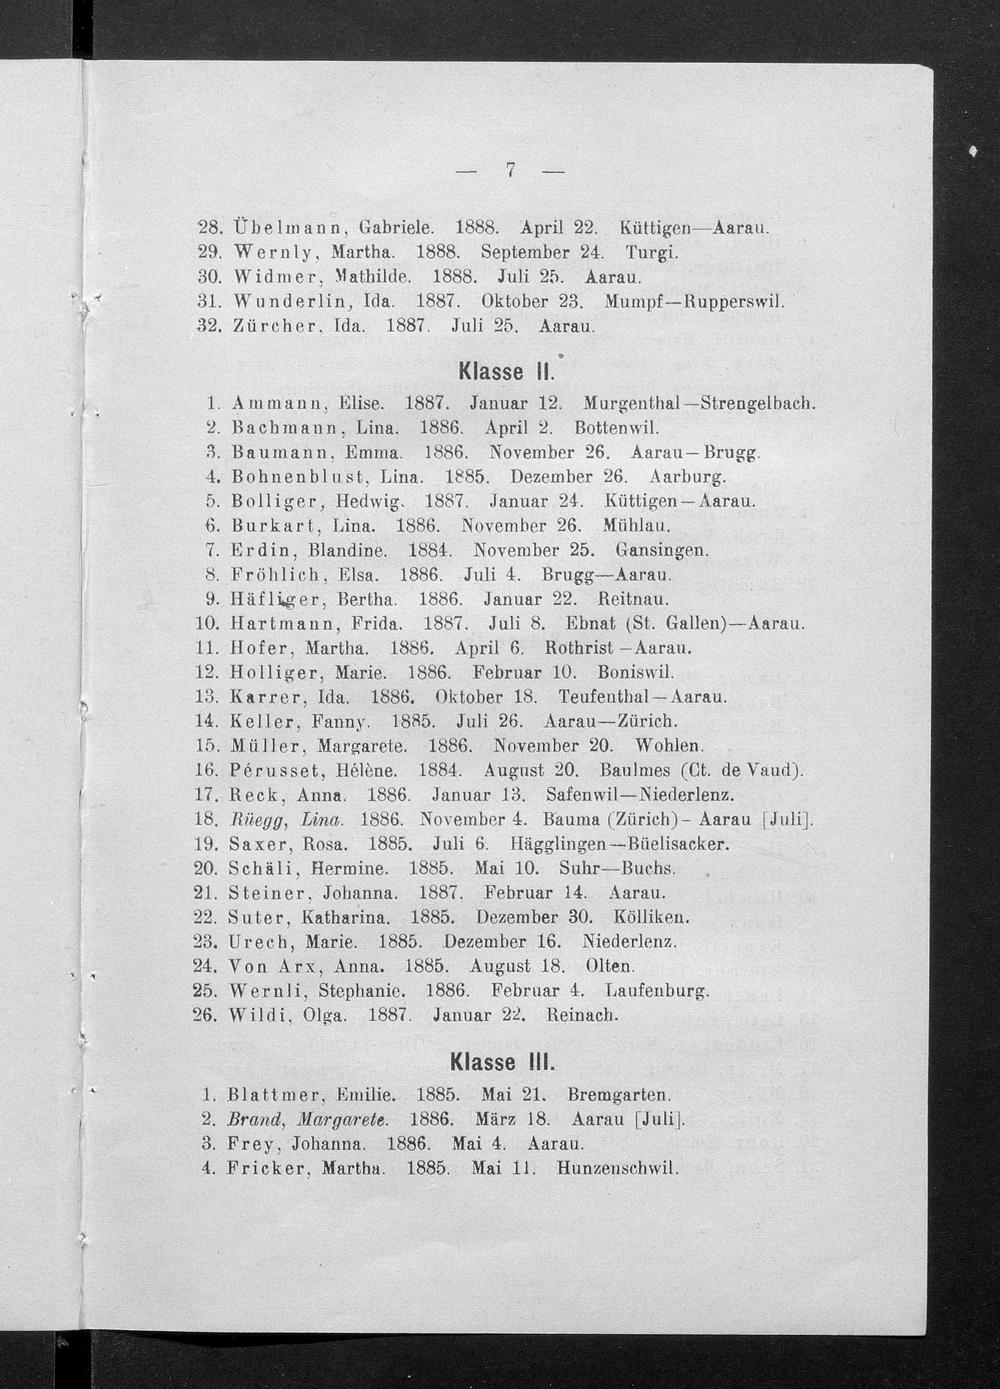 — 7 —
28. Übelmann, Gabriele. 1888. April 22. Küttigen—Aarau.
29. Wernly, Martha. 1888. September 24. Turgi.
30. Widmer, Mathilde. 1888. Juli 25. Aarau.
31. Wunderlin, Ida. 1887. Oktober 23. Mumpf—Rupperswil.
32. Zürcher, Ida. 1887. Juli 25. Aarau.
Klasse II.
1. Ammann, Elise. 1887. Januar 12. Murgenthal—Strengelbach.
2. Bachmann, Lina. 1886. April 2. Bottenwil.
3. Baumann, Emma. 1886. November 26. Aarau—Brugg.
4. Bohnenblust, Lina. 1885. Dezember 26. Aarburg.
5. Bolliger, Hedwig. 1887. Januar 24. Küttigen—Aarau.
6. Burkart, Lina. 1886. November 26. Mühlau.
7. Erdin, Blandine. 1884. November 25. Gansingen.
8. Fröhlich, Elsa. 1886. Juli 4. Brugg—Aarau.
9. Häfliger, Bertha. 1886. Januar 22. Reitnau.
10. Hartmann, Frida. 1887. Juli 8. Ebnat (St. Gallen)—Aarau.
11. Hofer, Martha. 1886. April 6. Rothrist—Aarau.
12. Holliger, Marie. 1886. Februar 10. Boniswil.
13. Karrer, Ida. 1886. Oktober 18. Teufenthal—Aarau.
14. Keller, Fanny. 1885. Juli 26. Aarau—Zürich.
15. Müller, Margarete. 1886. November 20. Wohlen.
16. Pérusset, Hélène. 1884. August 20. Baulmes (Ct. de Vaud).
17. Reck, Anna. 1886. Januar 13. Safenwil—Niederlenz.
18. Rüegg, Lina. 1886. November 4. Bauma (Zürich)- Aarau [Juli].
19. Saxer, Rosa. 1885. Juli 6. Hägglingen—Büelisacker.
20. Schäli, Hermine. 1885. Mai 10. Suhr—Buchs.
21. Steiner, Johanna. 1887. Februar 14. Aarau.
22. Suter, Katharina. 1885. Dezember 30. Kölliken.
23. Urech, Marie. 1885. Dezember 16. Niederlenz.
24. Von Arx, Anna. 1885. August 18. Olten.
25. Wernli, Stephanie. 1886. Februar 4. Laufenburg.
26. Wildi, Olga. 1887. Januar 22. Reinach.
Klasse III.
1. Blattmer, Emilie. 1885. Mai 21. Bremgarten.
2. Brand, Margarete. 1886. März 18. Aarau [Juli].
3. Frey, Johanna. 1886. Mai 4. Aarau.
4. Fricker, Martha. 1885. Mai 11. Hunzenschwil.